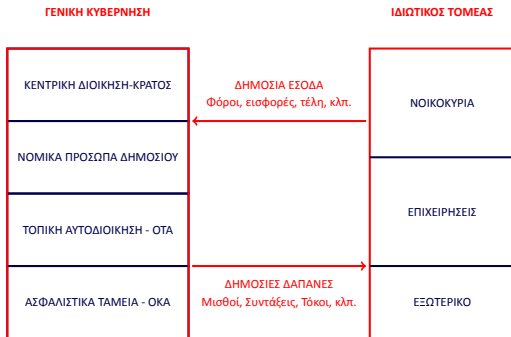 ΓΕΝΙΚΗ ΚΥΒΕΡΝΗΣΗ
ΙΔΙΩΤΙΚΟΣ ΤΟΜΕΑΣ
ΚΕΝΤΡΙΚΗ ΔΙΟΙΚΗΣΗ-ΚΡΑΤΟΣ
ΝΟΜΙΚΑ ΠΡΟΣΩΠΑ ΔΗΜΟΣΙΟΥ
ΤΟΠΙΚΗ ΑΥΤΟΔΙΟΙΚΗΣΗ - ΟΤΑ
ΑΣΦΑΛΙΣΤΙΚΑ ΤΑΜΕΙΑ - ΟΚΑ
ΔΗΜΟΣΙΑ ΕΣΟΔΑ
Φόροι, εισφορές, τέλη, κλπ.
ΔΗΜΟΣΙΕΣ ΔΑΠΑΝΕΣ
Μισθοί, Συντάξεις, Τόκοι, κλπ.
ΝΟΙΚΟΚΥΡΙΑ
ΕΠΙΧΕΙΡΗΣΕΙΣ
ΕΞΩΤΕΡΙΚΟ